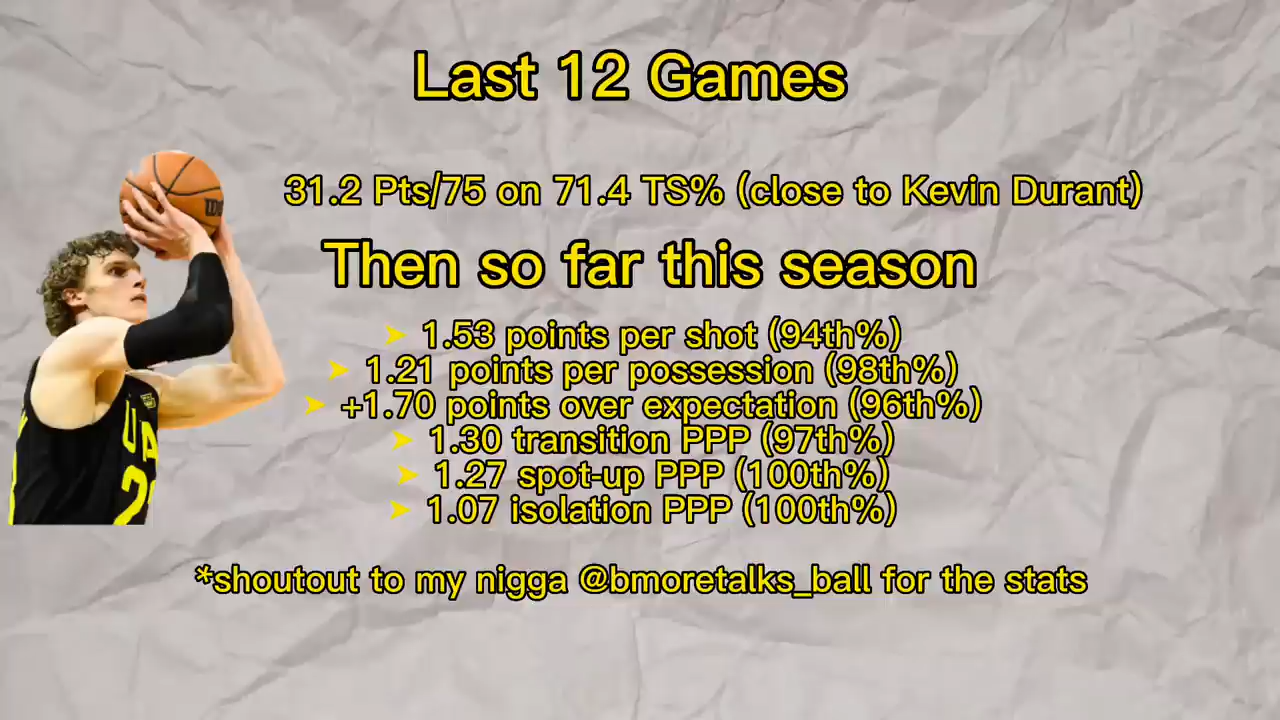 Last 12 Games
31.2 Pts/75 on 71.4 TS% (close to Kevin Durant)
Then so far this season
➤ 1.53 points per shot (94th%)
➤ 1.21 points per possession (98th%)
➤ +1.70 points over expectation (96th%)
➤ 1.30 transition PPP (97th%)
➤ 1.27 spot-up PPP (100th%)
➤ 1.07 isolation PPP (100th%)
*shoutout to my nigga @bmoretalks_ball for the stats